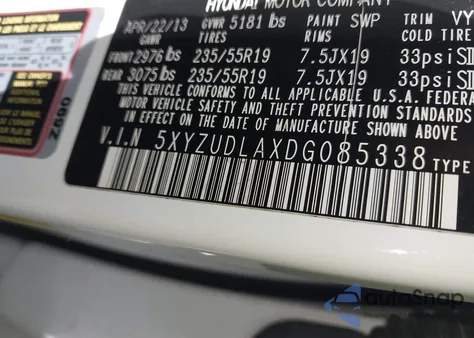 HYUNDAI MOTOR COMPANY
APR/22/13 GVWR 5181 lbs PAINT SWP TRIM VY
GAWR TIRES RIMS COLD TIRE
FRONT 2976 lbs 235/55R19 7.5JX19 33psi
REAR 3075 lbs 235/55R19 7.5JX19 33psi
THIS VEHICLE CONFORMS TO ALL APPLICABLE U.S.A. FEDERA
MOTOR VEHICLE SAFETY AND THEFT PREVENTION STANDARDS
IN EFFECT ON THE DATE OF MANUFACTURE SHOWN ABOVE.
V.I.N 5XYZUDLAXDG085338 TYPE
autoSnap